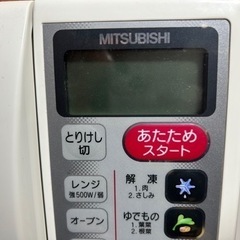 MITSUBISHI
とりけし
切
あたため
スタート
レンジ
強500W/弱
解凍
1.肉
2.さしみ
オーブン
ゆでもの
1.葉菜
2.根菜